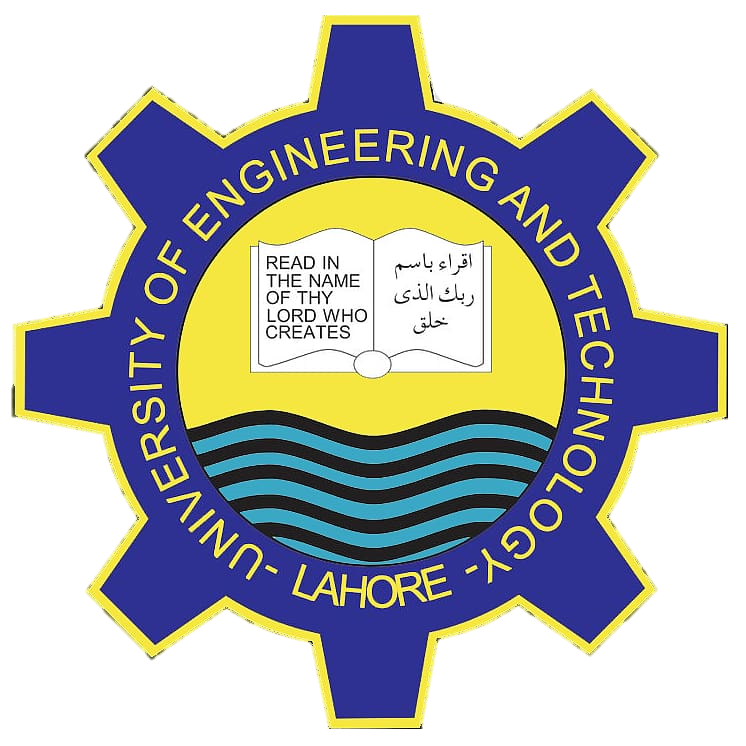 UNIVERSITY OF ENGINEERING AND TECHNOLOGY
- LAHORE -
READ IN
THE NAME
OF THY
LORD WHO
CREATES
اقراء باسم
ربك الذى
خلق